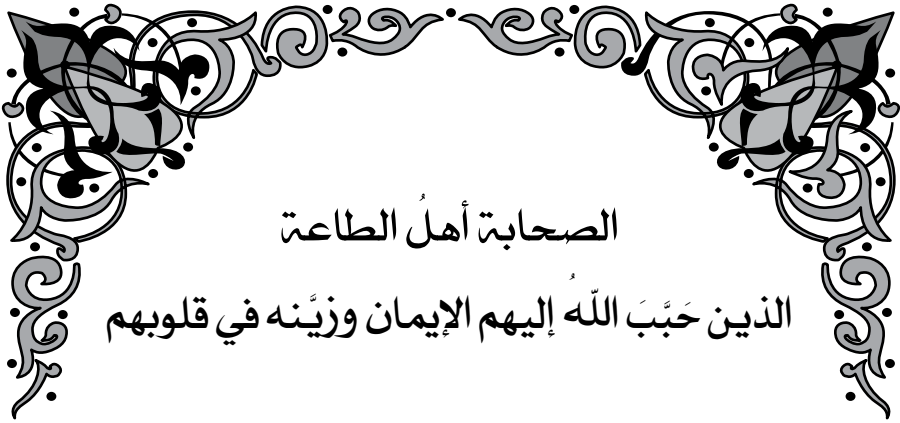 الصحابة أهلُ الطاعة
الذين حَبَّبَ اللّهُ إليهم الإيمان وزيَّنه في قلوبهم